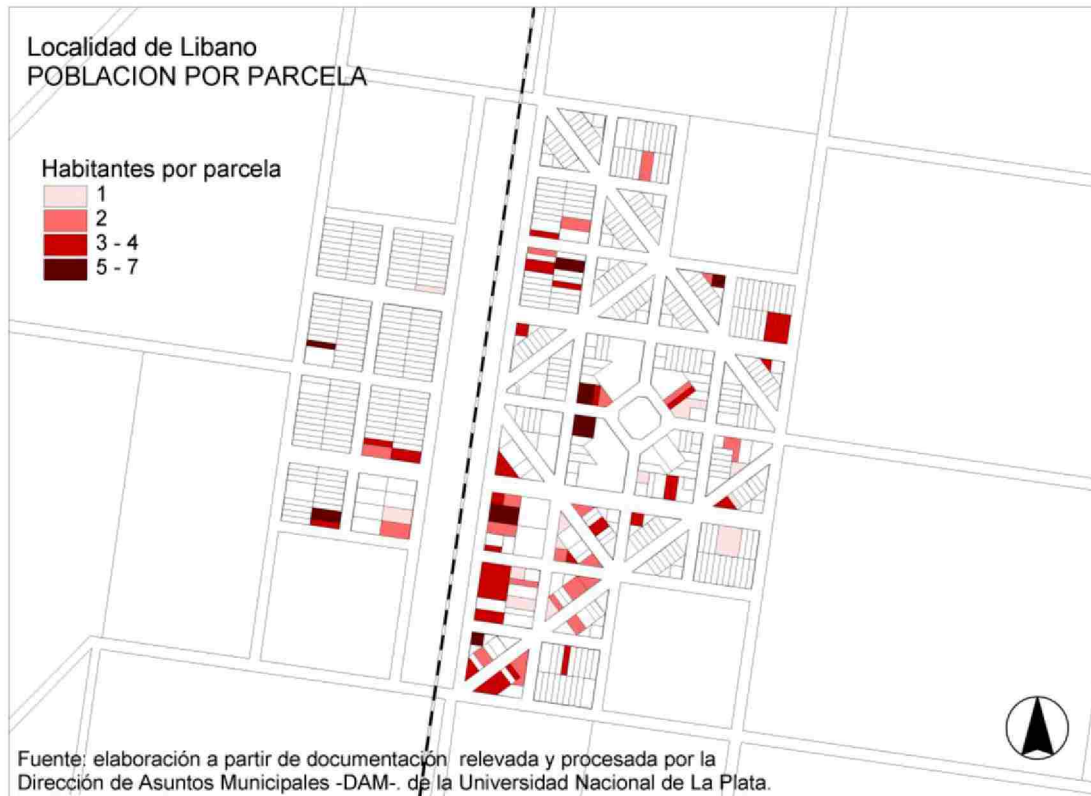 Localidad de Libano
POBLACION POR PARCELA
Habitantes por parcela
1
2
3 - 4
5 - 7
Fuente: elaboración a partir de documentación relevada y procesada por la
Dirección de Asuntos Municipales -DAM-. de la Universidad Nacional de La Plata.